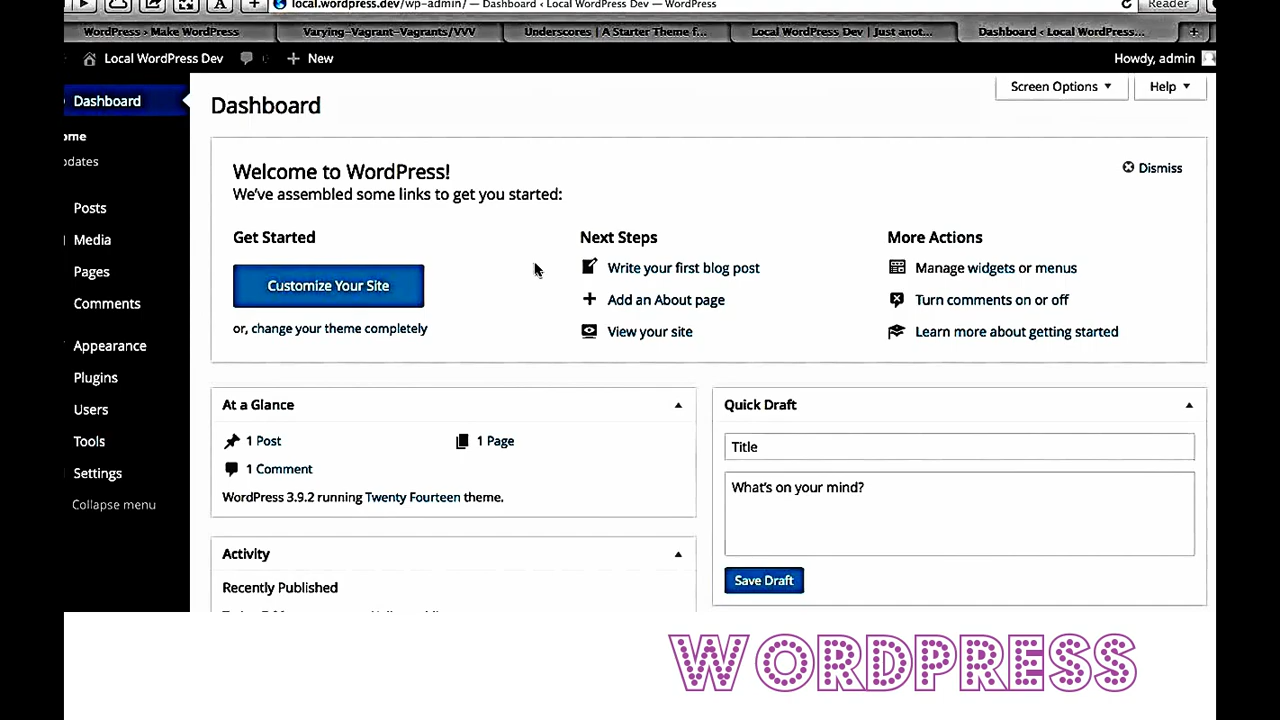 local.wordpress.dev/wp-admin/ — Dashboard ‹ Local WordPress Dev — WordPress
Reader
WordPress › Make WordPress
Varying-Vagrant-Vagrants/VVV
Underscores | A Starter Theme f...
Local WordPress Dev | Just anot...
Dashboard ‹ Local WordPress...
Local WordPress Dev
New
Howdy, admin
Dashboard
ome
pdates
Posts
Media
Pages
Comments
Appearance
Plugins
Users
Tools
Settings
Collapse menu
Dashboard
Screen Options
Help
Welcome to WordPress!
We've assembled some links to get you started:
Dismiss
Get Started
Customize Your Site
or, change your theme completely
Next Steps
Write your first blog post
Add an About page
View your site
More Actions
Manage widgets or menus
Turn comments on or off
Learn more about getting started
At a Glance
1 Post
1 Page
1 Comment
WordPress 3.9.2 running Twenty Fourteen theme.
Activity
Recently Published
Quick Draft
Title
What's on your mind?
Save Draft
WORDPRESS